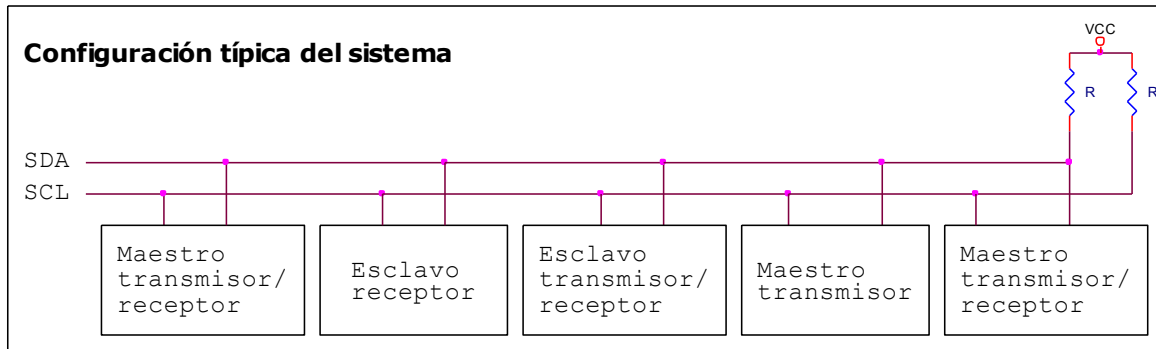 Configuración típica del sistema
VCC
R
R
SDA
SCL
Maestro
transmisor/
receptor
Esclavo
receptor
Esclavo
transmisor/
receptor
Maestro
transmisor
Maestro
transmisor/
receptor